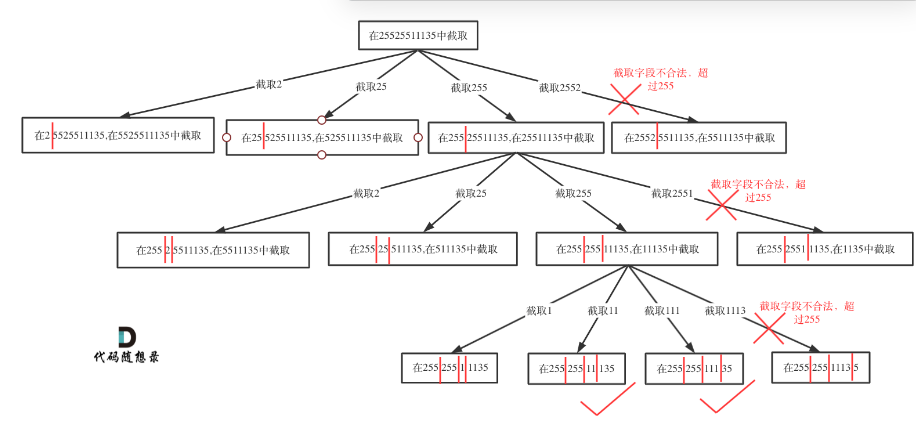 在25525511135中截取
截取2
截取25
截取255
截取2552
截取字段不合法，超
过255
在2 5525511135,在5525511135中截取
在25 525511135,在525511135中截取
在255 25511135,在25511135中截取
在2552 5511135,在5511135中截取
截取2
截取25
截取255
截取2551
截取字段不合法，超
过255
在255 2 5511135,在5511135中截取
在255 25 511135,在511135中截取
在255 255 11135,在11135中截取
在255 2551 1135,在1135中截取
截取1
截取11
截取111
截取1113
截取字段不合法，超
过255
在255 255 1 1135
在255 255 11 135
在255 255 111 35
在255 255 1113 5
代码随想录